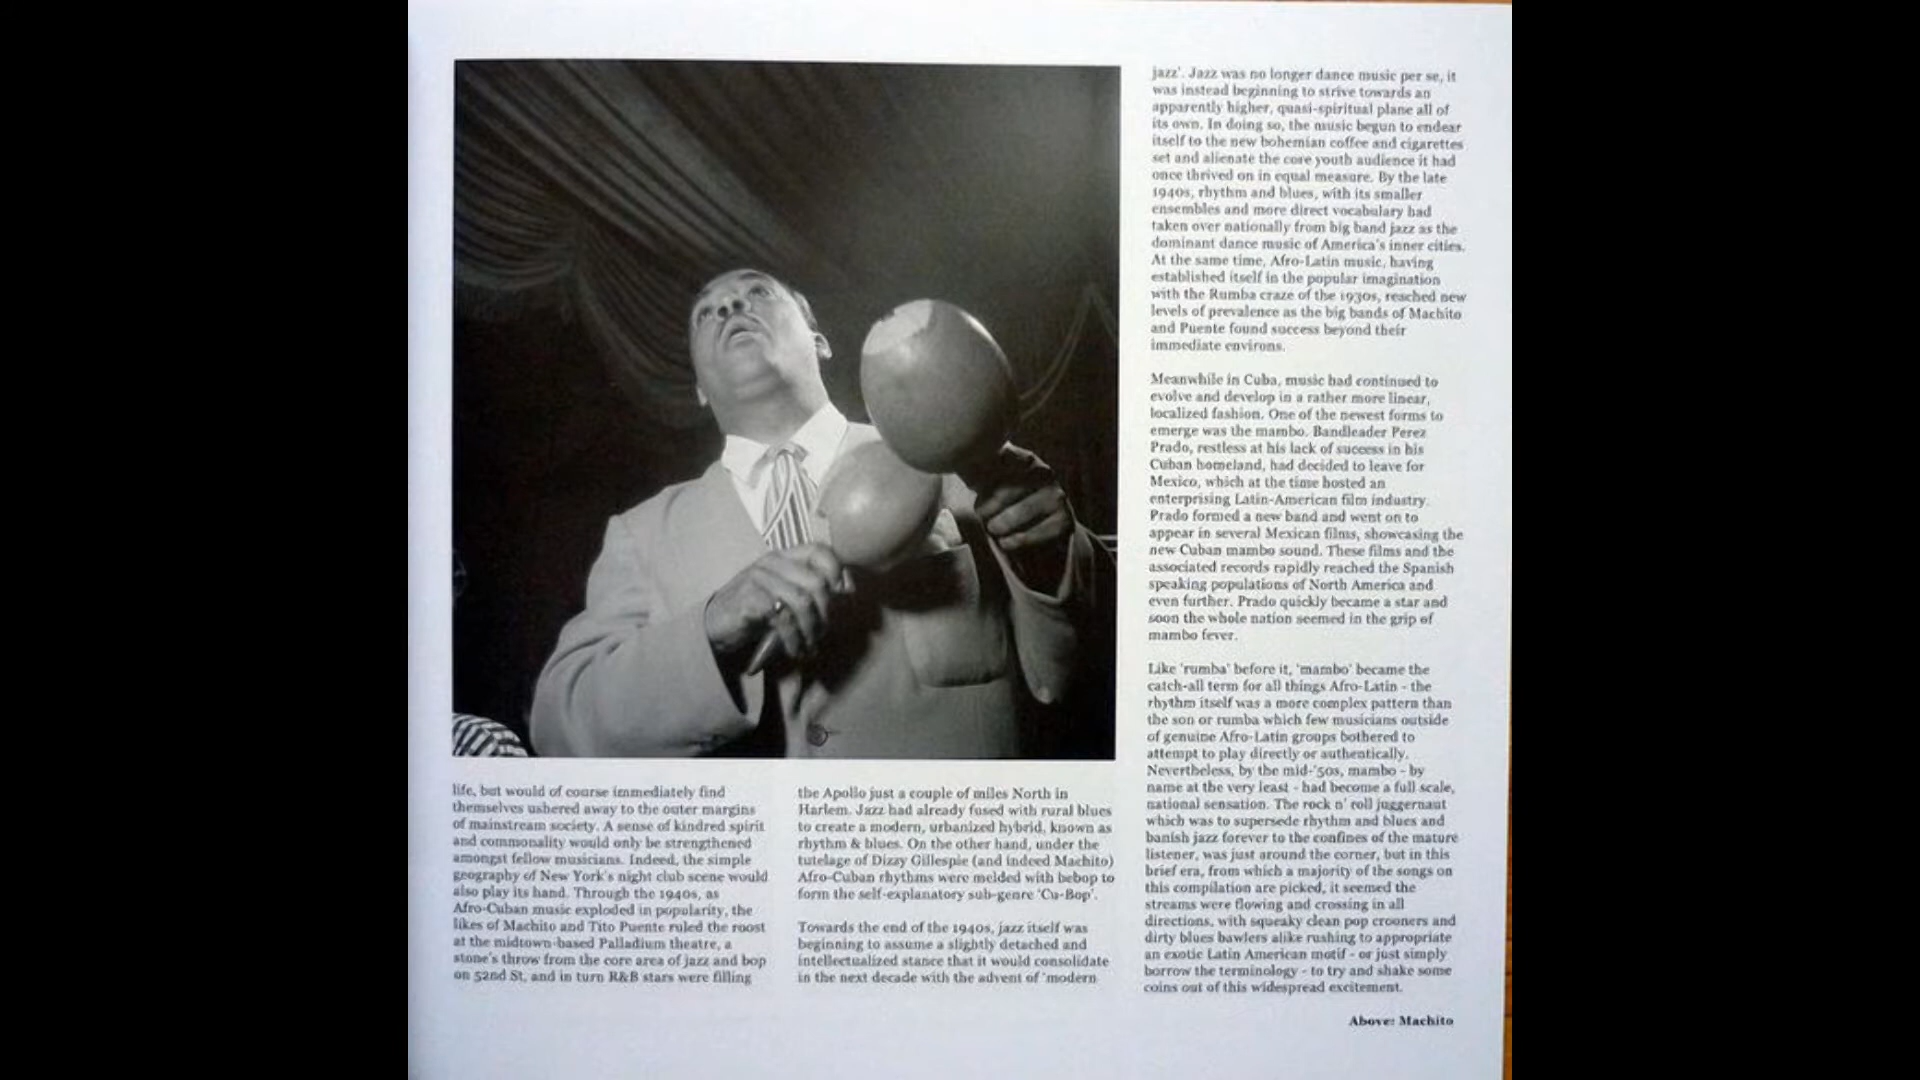 life, but would of course immediately find
themselves ushered away to the outer margins
of mainstream society. A sense of kindred spirit
and commonality would only be strengthened
amongst fellow musicians. Indeed, the simple
geography of New York's night club scene would
also play its hand. Through the 1940s, as
Afro-Cuban music exploded in popularity, the
likes of Machito and Tito Puente ruled the roost
at the midtown-based Palladium theatre, a
stone's throw from the core area of jazz and bop
on 52nd St, and in turn R&B stars were filling
the Apollo just a couple of miles North in
Harlem. Jazz had already fused with rural blues
to create a modern, urbanized hybrid, known as
rhythm & blues. On the other hand, under the
tutelage of Dizzy Gillespie (and indeed Machito)
Afro-Cuban rhythms were melded with bebop to
form the self-explanatory sub-genre 'Cu-Bop'.
Towards the end of the 1940s, jazz itself was
beginning to assume a slightly detached and
intellectualized stance that it would consolidate
in the next decade with the advent of 'modern
jazz'. Jazz was no longer dance music per se, it
was instead beginning to strive towards an
apparently higher, quasi-spiritual plane all of
its own. In doing so, the music begun to endear
itself to the new bohemian coffee and cigarettes
set and alienate the core youth audience it had
once thrived on in equal measure. By the late
1940s, rhythm and blues, with its smaller
ensembles and more direct vocabulary had
taken over nationally from big band jazz as the
dominant dance music of America's inner cities.
At the same time, Afro-Latin music, having
established itself in the popular imagination
with the Rumba craze of the 1930s, reached new
levels of prevalence as the big bands of Machito
and Puente found success beyond their
immediate environs.
Meanwhile in Cuba, music had continued to
evolve and develop in a rather more linear,
localized fashion. One of the newest forms to
emerge was the mambo. Bandleader Perez
Prado, restless at his lack of success in his
Cuban homeland, had decided to leave for
Mexico, which at the time hosted an
enterprising Latin-American film industry.
Prado formed a new band and went on to
appear in several Mexican films, showcasing the
new Cuban mambo sound. These films and the
associated records rapidly reached the Spanish
speaking populations of North America and
even further. Prado quickly became a star and
soon the whole nation seemed in the grip of
mambo fever.
Like 'rumba' before it, 'mambo' became the
catch-all term for all things Afro-Latin - the
rhythm itself was a more complex pattern than
the son or rumba which few musicians outside
of genuine Afro-Latin groups bothered to
attempt to play directly or authentically.
Nevertheless, by the mid-'50s, mambo - by
name at the very least - had become a full scale,
national sensation. The rock n' roll juggernaut
which was to supersede rhythm and blues and
banish jazz forever to the confines of the mature
listener, was just around the corner, but in this
brief era, from which a majority of the songs on
this compilation are picked, it seemed the
streams were flowing and crossing in all
directions, with squeaky clean pop crooners and
dirty blues bawlers alike rushing to appropriate
an exotic Latin American motif - or just simply
borrow the terminology - to try and shake some
coins out of this widespread excitement.
Above: Machito